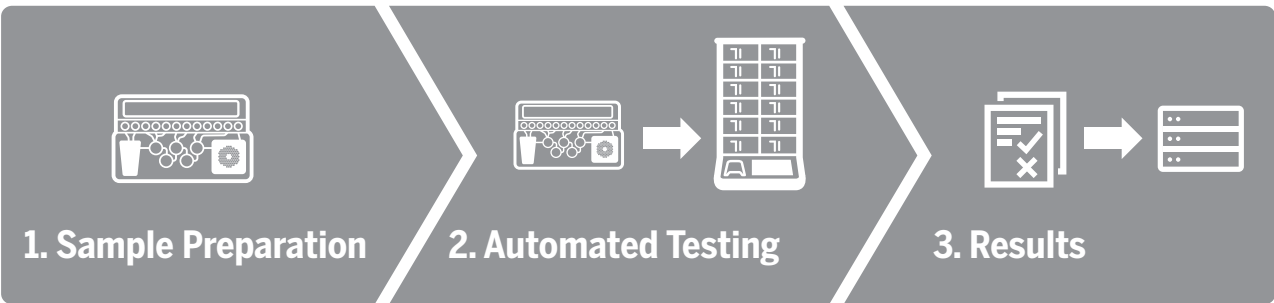 1. Sample Preparation
2. Automated Testing
3. Results